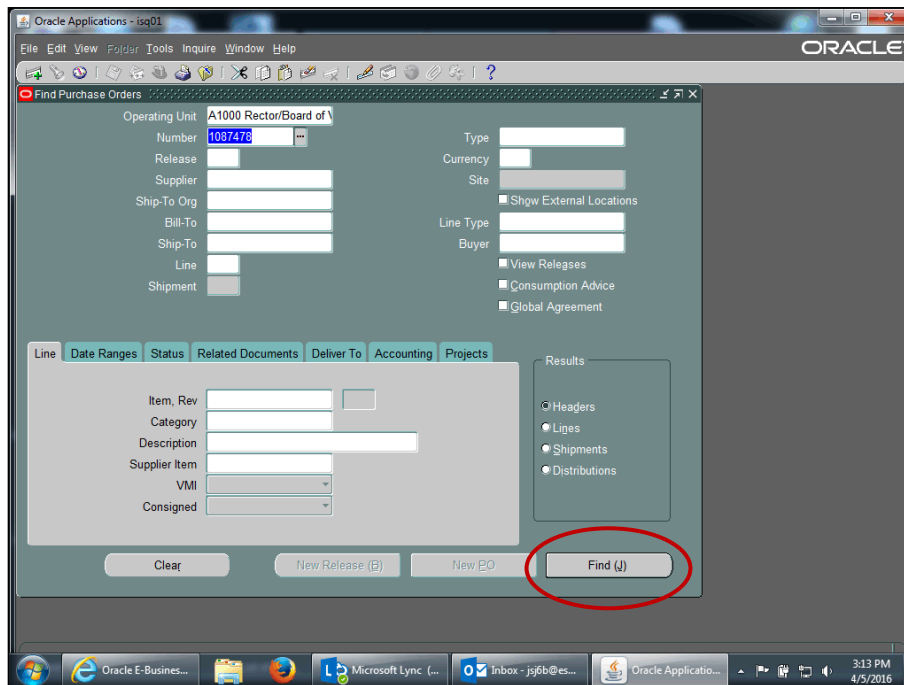 Oracle Applications - isq01
File Edit View Folder Tools Inquire Window Help
ORACLE
Find Purchase Orders
Operating Unit A1000 Rector/Board of V
Number 1087478 ... Type
Release Currency
Supplier Site
Ship-To Org Show External Locations
Bill-To Line Type
Ship-To Buyer
Line View Releases
Shipment Consumption Advice
Global Agreement
Line Date Ranges Status Related Documents Deliver To Accounting Projects
Results
Item, Rev
Headers
Category
Lines
Description
Shipments
Supplier Item
Distributions
VMI
Consigned
Clear New Release (B) New PO Find (J)
Oracle E-Busines... Microsoft Lync (... Inbox - jsj6b@es... Oracle Applicatio... 3:13 PM
4/5/2016